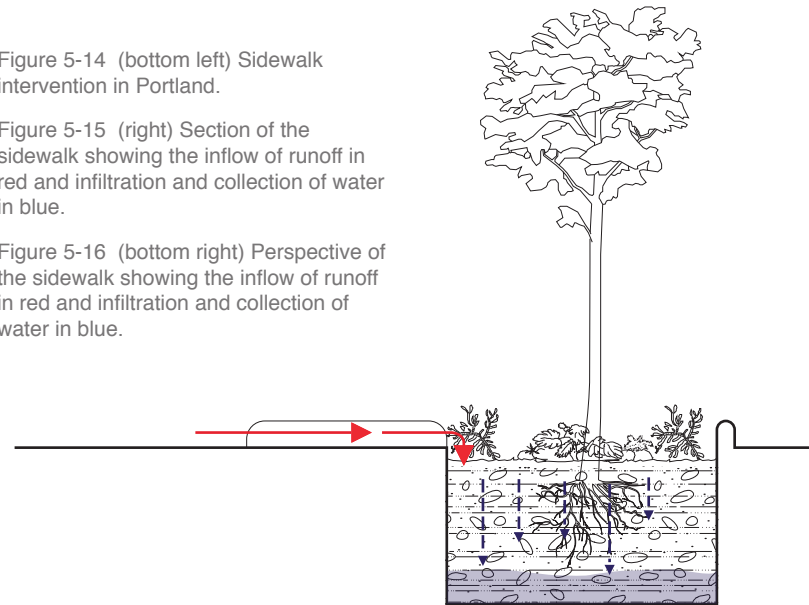 Figure 5-14 (bottom left) Sidewalk
intervention in Portland.
Figure 5-15 (right) Section of the
sidewalk showing the inflow of runoff in
red and infiltration and collection of water
in blue.
Figure 5-16 (bottom right) Perspective of
the sidewalk showing the inflow of runoff
in red and infiltration and collection of
water in blue.